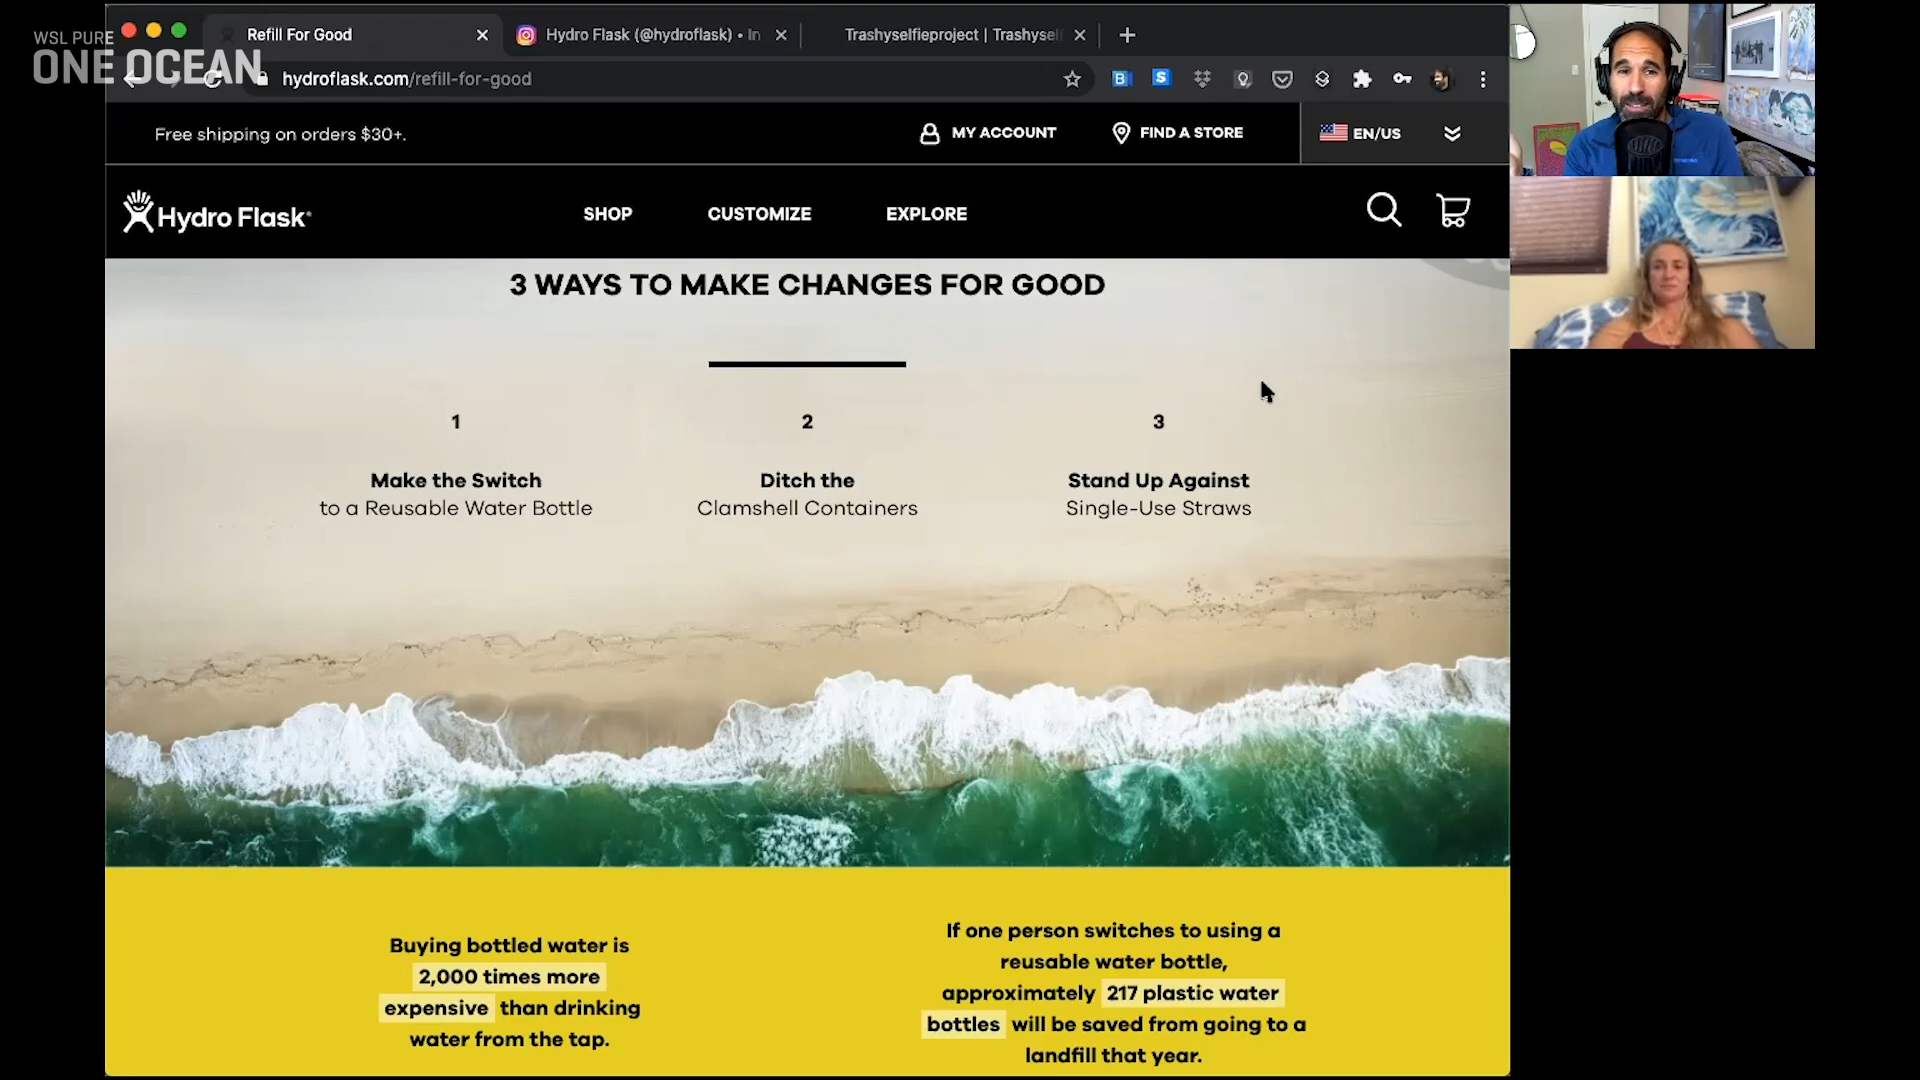 WSL PURE
ONE OCEAN
Refill For Good
Hydro Flask (@hydroflask) • In
Trashyselfieproject | Trashysel
hydroflask.com/refill-for-good
Free shipping on orders $30+.
MY ACCOUNT
FIND A STORE
EN/US
Hydro Flask
SHOP
CUSTOMIZE
EXPLORE
3 WAYS TO MAKE CHANGES FOR GOOD
1
Make the Switch
to a Reusable Water Bottle
2
Ditch the
Clamshell Containers
3
Stand Up Against
Single-Use Straws
Buying bottled water is
2,000 times more
expensive than drinking
water from the tap.
If one person switches to using a
reusable water bottle,
approximately 217 plastic water
bottles will be saved from going to a
landfill that year.